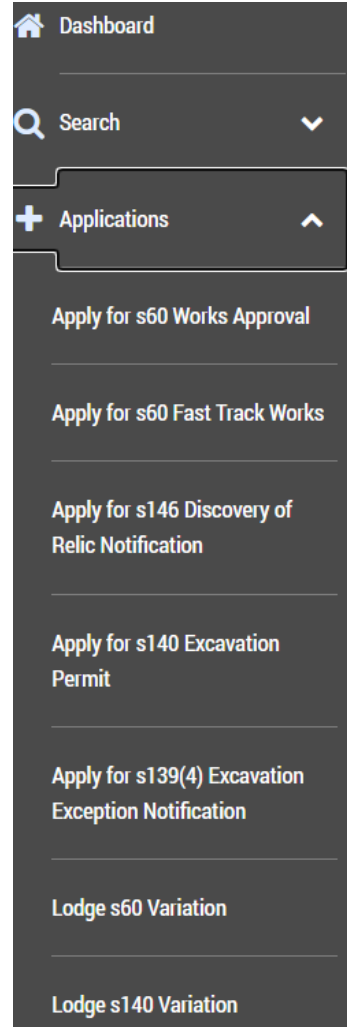 Dashboard
Search
Applications
Apply for s60 Works Approval
Apply for s60 Fast Track Works
Apply for s146 Discovery of
Relic Notification
Apply for s140 Excavation
Permit
Apply for s139(4) Excavation
Exception Notification
Lodge s60 Variation
Lodge s140 Variation